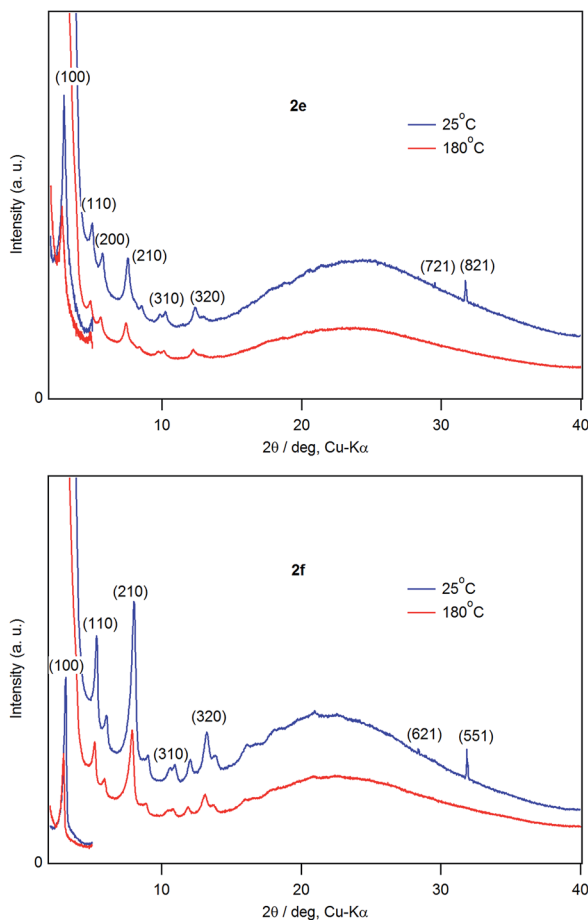 2e
25°C
180°C
(100)
(110)
(200)
(210)
(310)
(320)
(721)
(821)
Intensity (a. u.)
0
10
20
30
40
2θ / deg, Cu-Kα
2f
25°C
180°C
(210)
(110)
(100)
(310)
(320)
(621)
(551)
Intensity (a. u.)
0
10
20
30
40
2θ / deg, Cu-Kα